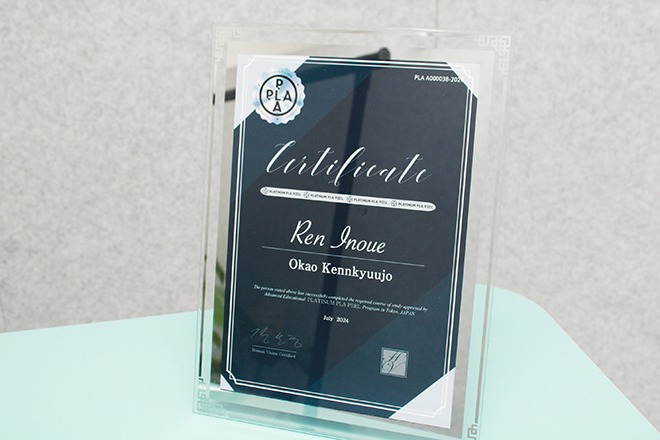 PLA A000038-202
P
PLA
A
Certificate
PLATINUM PLA PEEL PLATINUM PLA PEEL PLATINUM PLA PEEL PLATINUM PLA PEEL
Ren Inoue
Okao Kennkyuujo
The person stated above has successfully completed the required course of study approved by
Advanced Educational PLATINUM PLA PEEL Program in Tokyo, JAPAN
July 2024